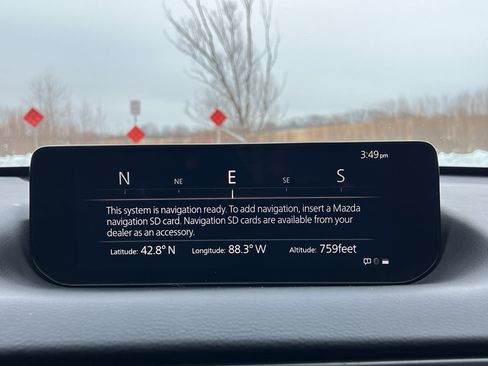 3:49pm
N NE E SE S
This system is navigation ready. To add navigation, insert a Mazda
navigation SD card. Navigation SD cards are available from your
dealer as an accessory.
Latitude: 42.8° N Longitude: 88.3° W Altitude: 759feet